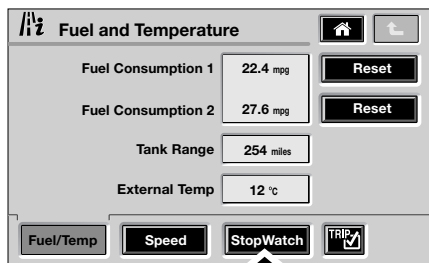 Fuel and Temperature
Fuel Consumption 1 22.4 mpg Reset
Fuel Consumption 2 27.6 mpg Reset
Tank Range 254 miles
External Temp 12 °c
Fuel/Temp Speed StopWatch TRIP